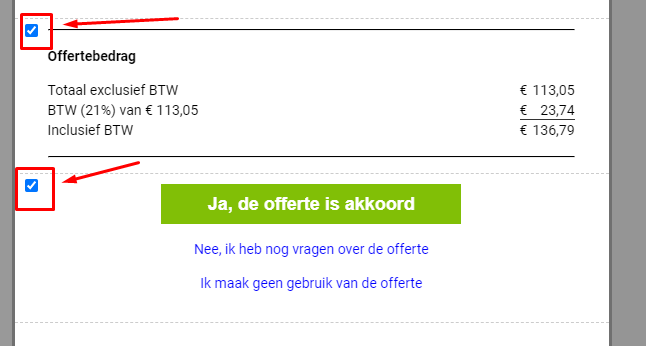 Offertebedrag
Totaal exclusief BTW € 113,05
BTW (21%) van € 113,05 € 23,74
Inclusief BTW € 136,79
Ja, de offerte is akkoord
Nee, ik heb nog vragen over de offerte
Ik maak geen gebruik van de offerte